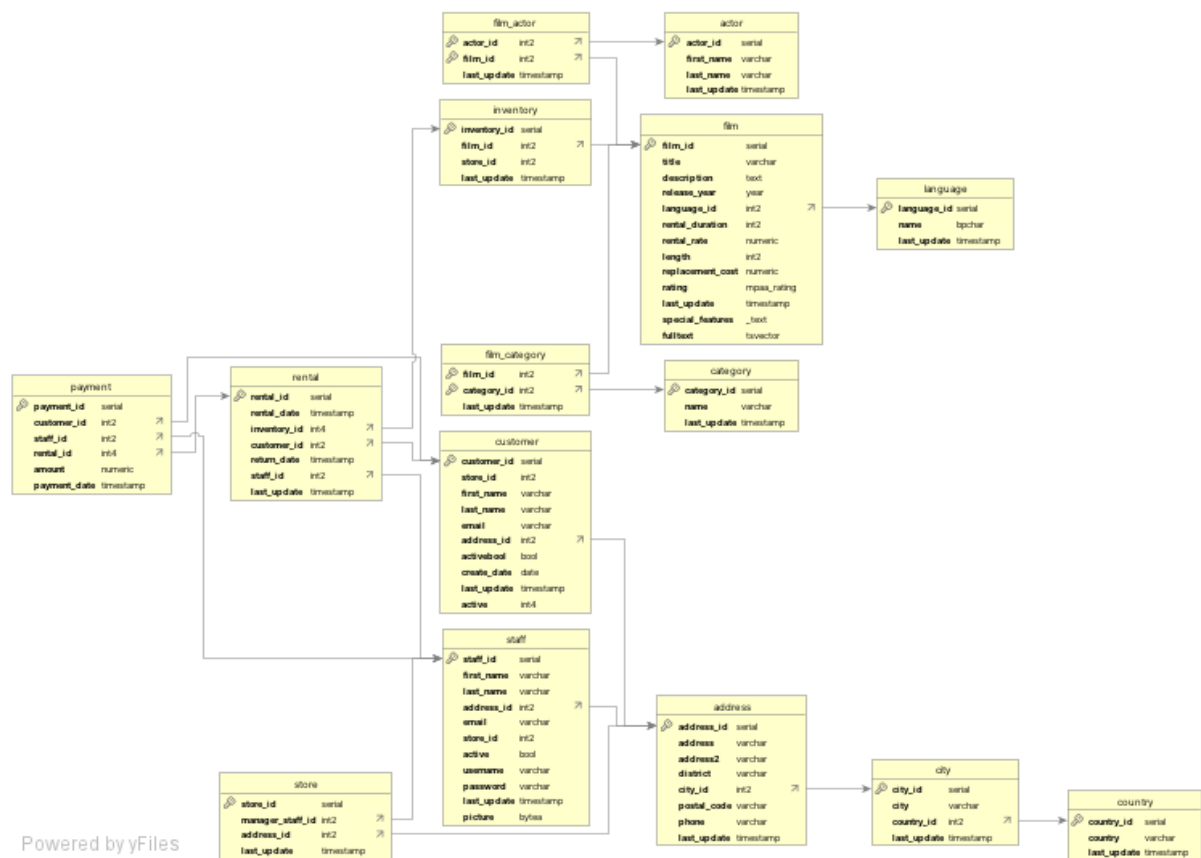 film_actor
actor_id int2
film_id int2
last_update timestamp
actor
actor_id serial
first_name varchar
last_name varchar
last_update timestamp
inventory
inventory_id serial
film_id int2
store_id int2
last_update timestamp
film
film_id serial
title varchar
description text
release_year year
language_id int2
rental_duration int2
rental_rate numeric
length int2
replacement_cost numeric
rating mpaa_rating
last_update timestamp
special_features _text
fulltext tsvector
language
language_id serial
name bpchar
last_update timestamp
payment
payment_id serial
customer_id int2
staff_id int2
rental_id int4
amount numeric
payment_date timestamp
rental
rental_id serial
rental_date timestamp
inventory_id int4
customer_id int2
return_date timestamp
staff_id int2
last_update timestamp
film_category
film_id int2
category_id int2
last_update timestamp
category
category_id serial
name varchar
last_update timestamp
customer
customer_id serial
store_id int2
first_name varchar
last_name varchar
email varchar
address_id int2
activebool bool
create_date date
last_update timestamp
active int4
staff
staff_id serial
first_name varchar
last_name varchar
address_id int2
email varchar
store_id int2
active bool
username varchar
password varchar
last_update timestamp
picture bytea
address
address_id serial
address varchar
address2 varchar
district varchar
city_id int2
postal_code varchar
phone varchar
last_update timestamp
store
store_id serial
manager_staff_id int2
address_id int2
last_update timestamp
city
city_id serial
city varchar
country_id int2
last_update timestamp
country
country_id serial
country varchar
last_update timestamp
Powered by yFiles